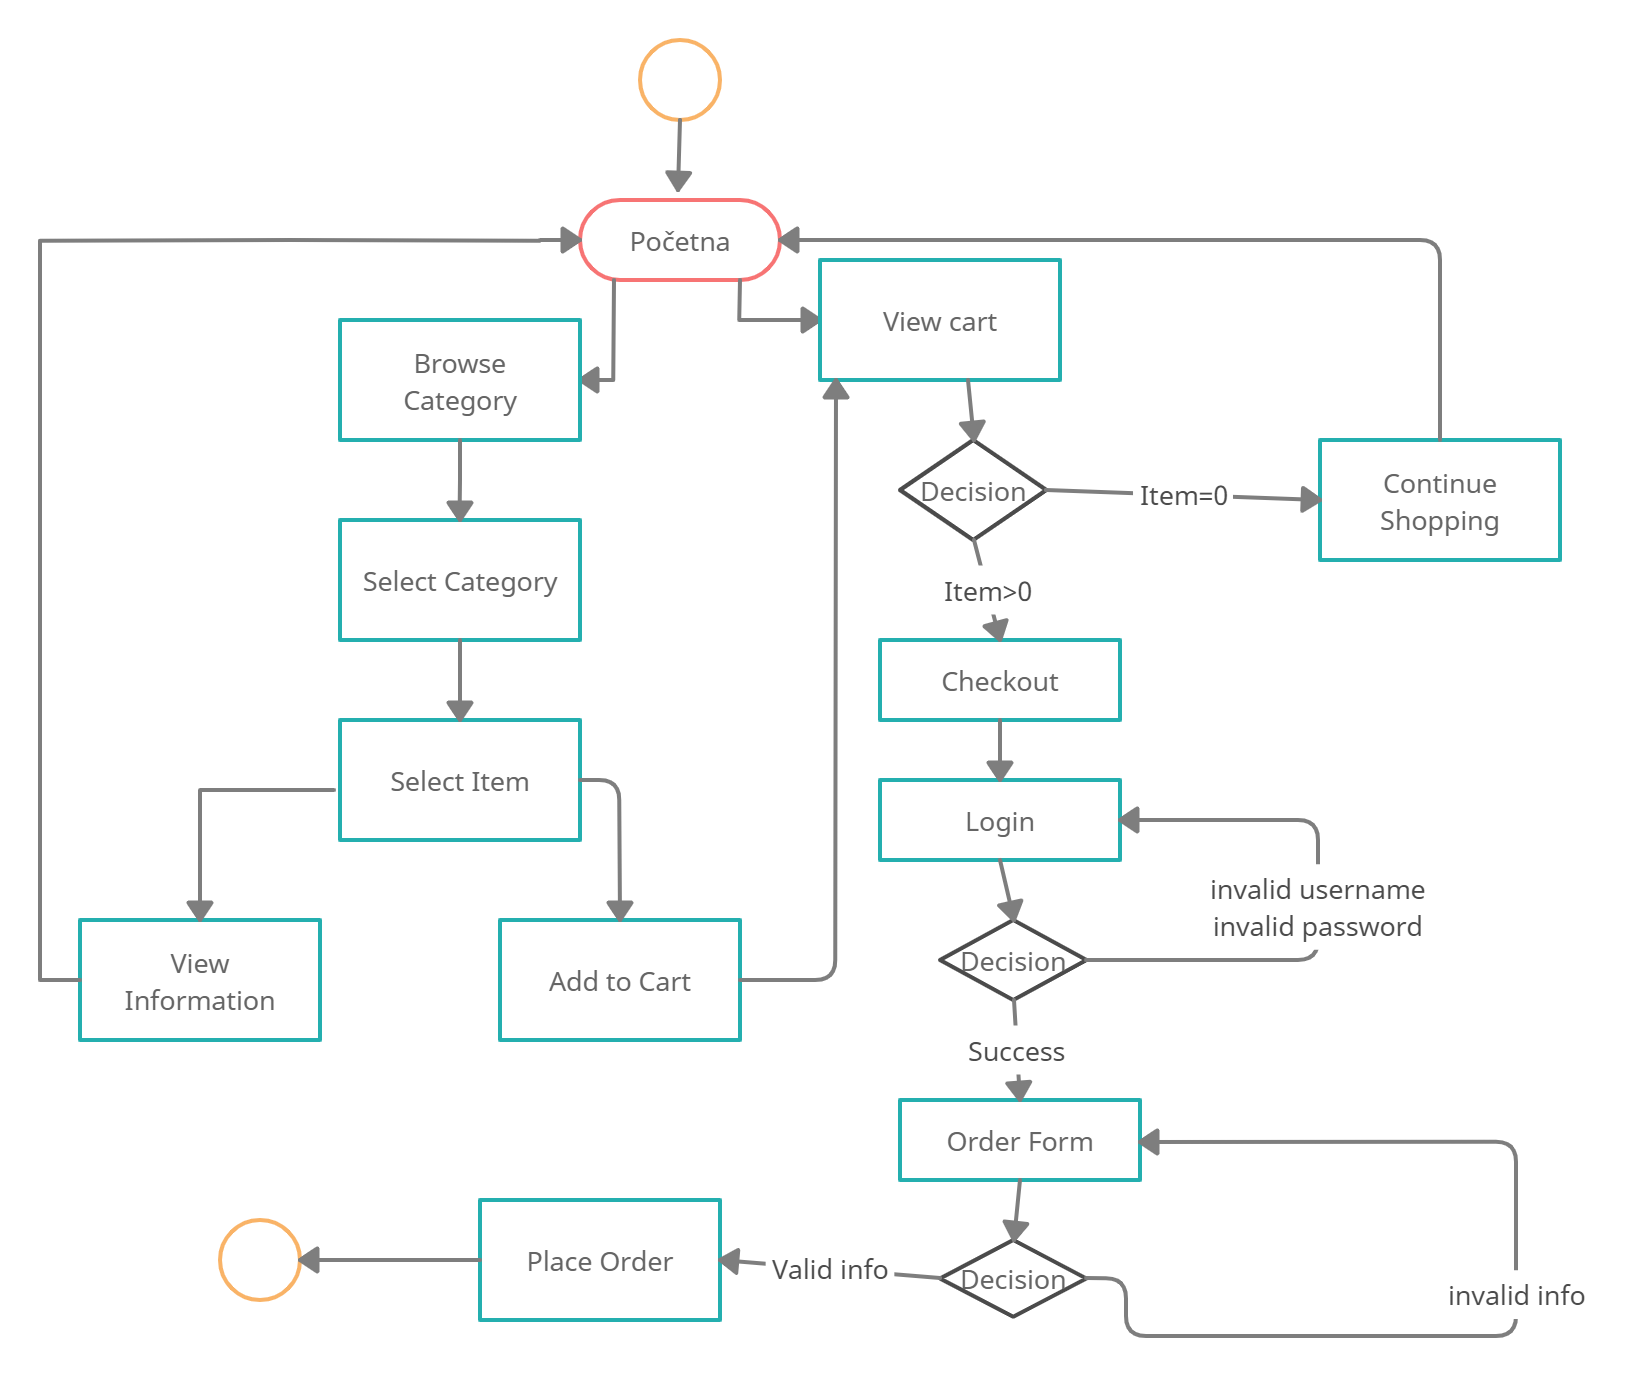 Početna
View cart
Browse
Category
Decision
Item=0
Continue
Shopping
Select Category
Item>0
Checkout
Select Item
Login
invalid username
invalid password
View
Information
Add to Cart
Decision
Success
Order Form
Place Order
Valid info
Decision
invalid info